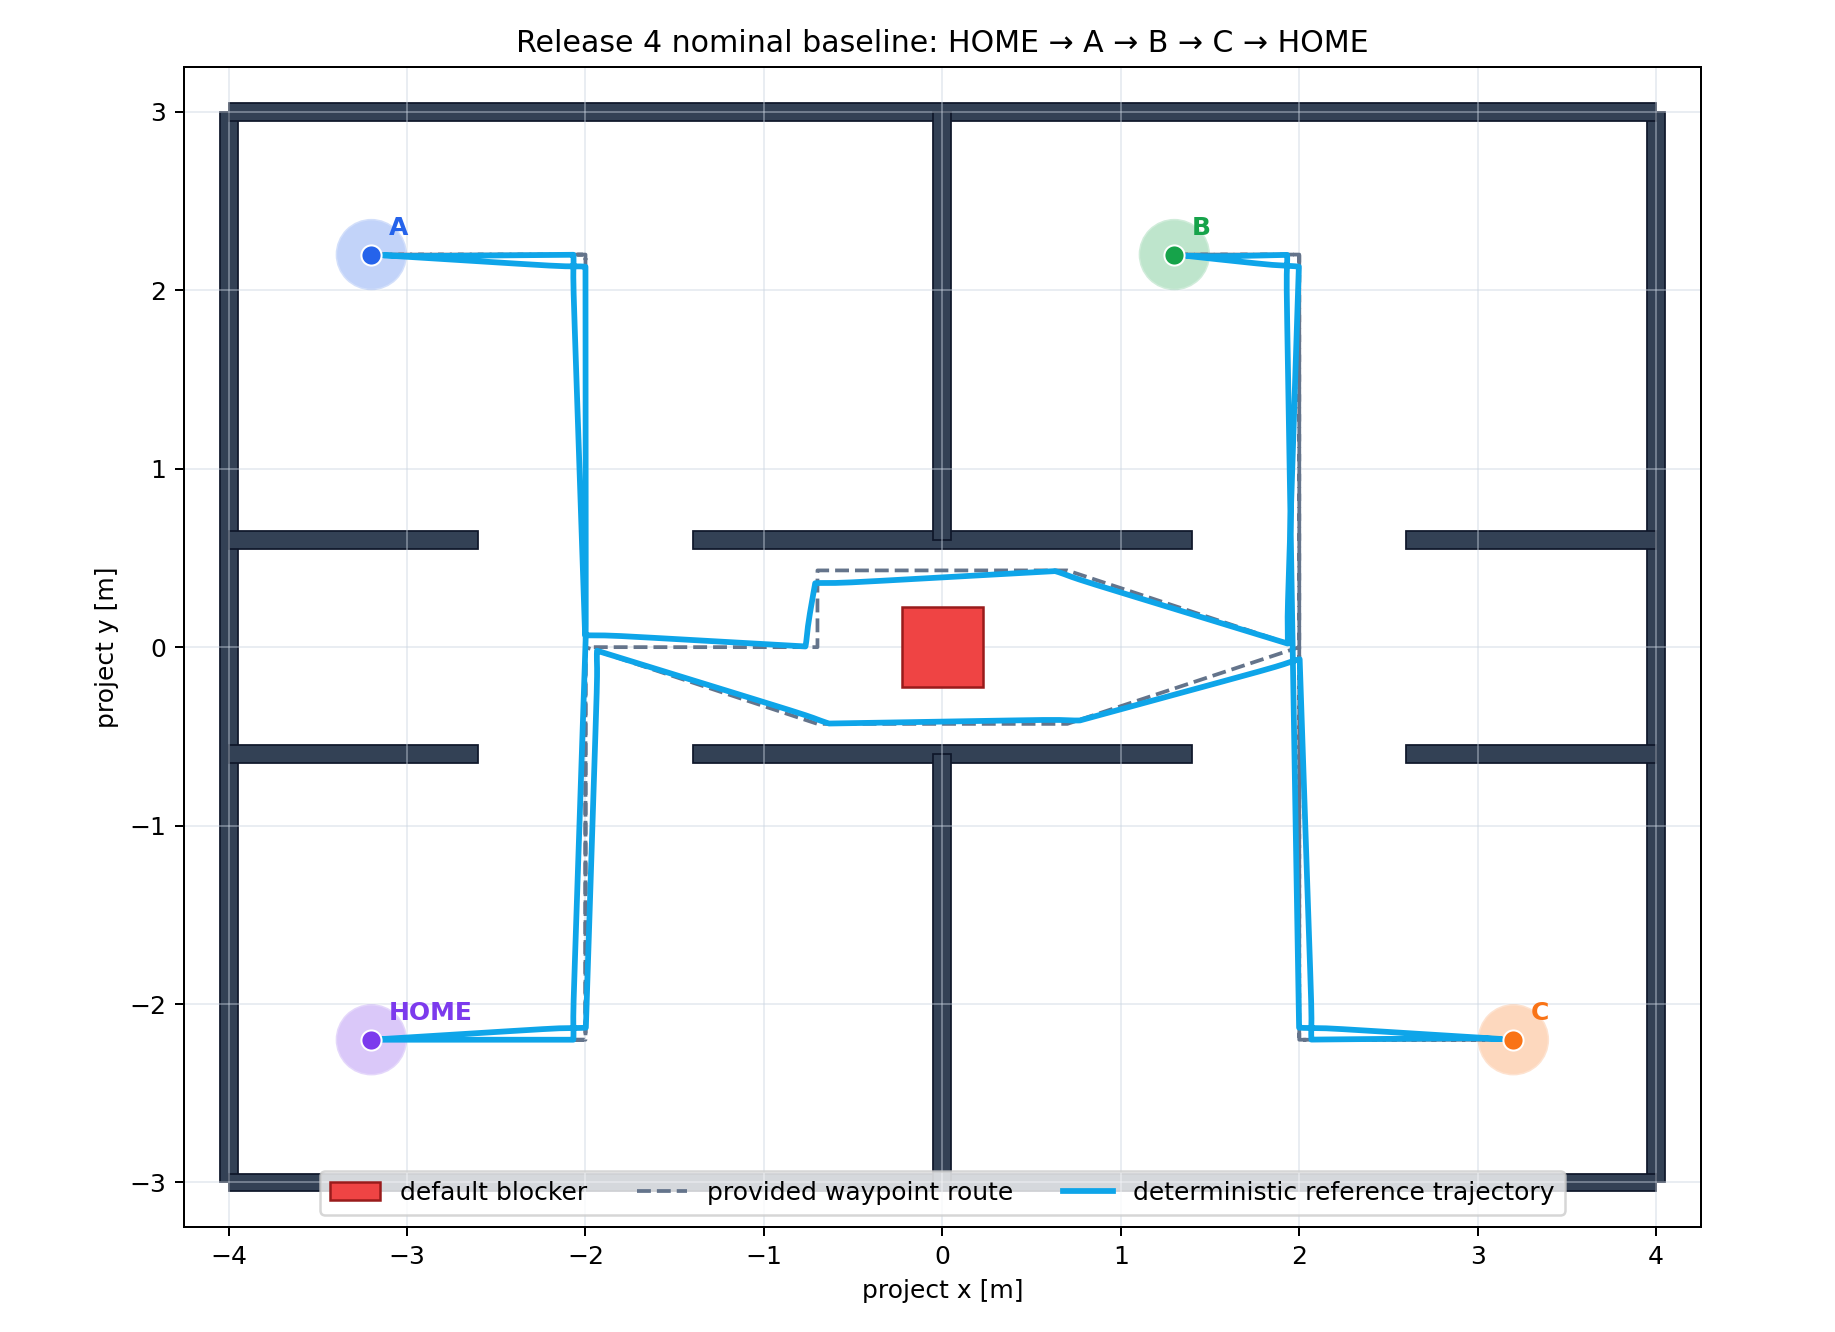 Release 4 nominal baseline: HOME → A → B → C → HOME
project y [m]
3
2
1
0
−1
−2
−3
A
B
HOME
C
default blocker
provided waypoint route
deterministic reference trajectory
−4
−3
−2
−1
0
1
2
3
4
project x [m]